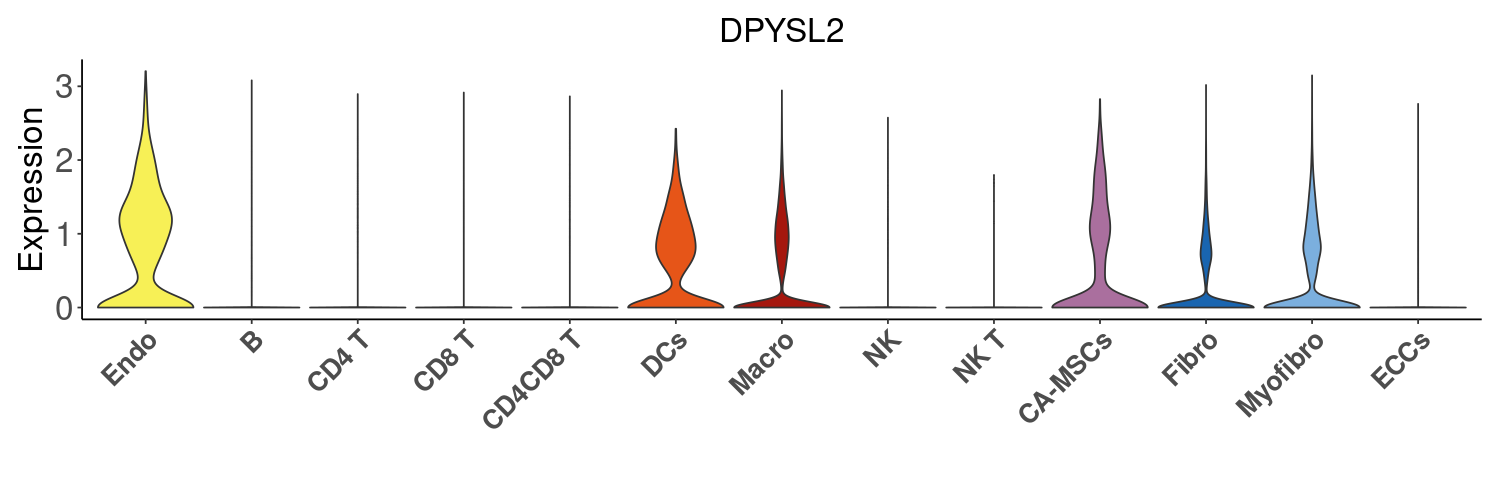 DPYSL2
Expression
3
2
1
0
Endo
B
CD4 T
CD8 T
CD4CD8 T
DCs
Macro
NK
NK T
CA-MSCs
Fibro
Myofibro
ECCs